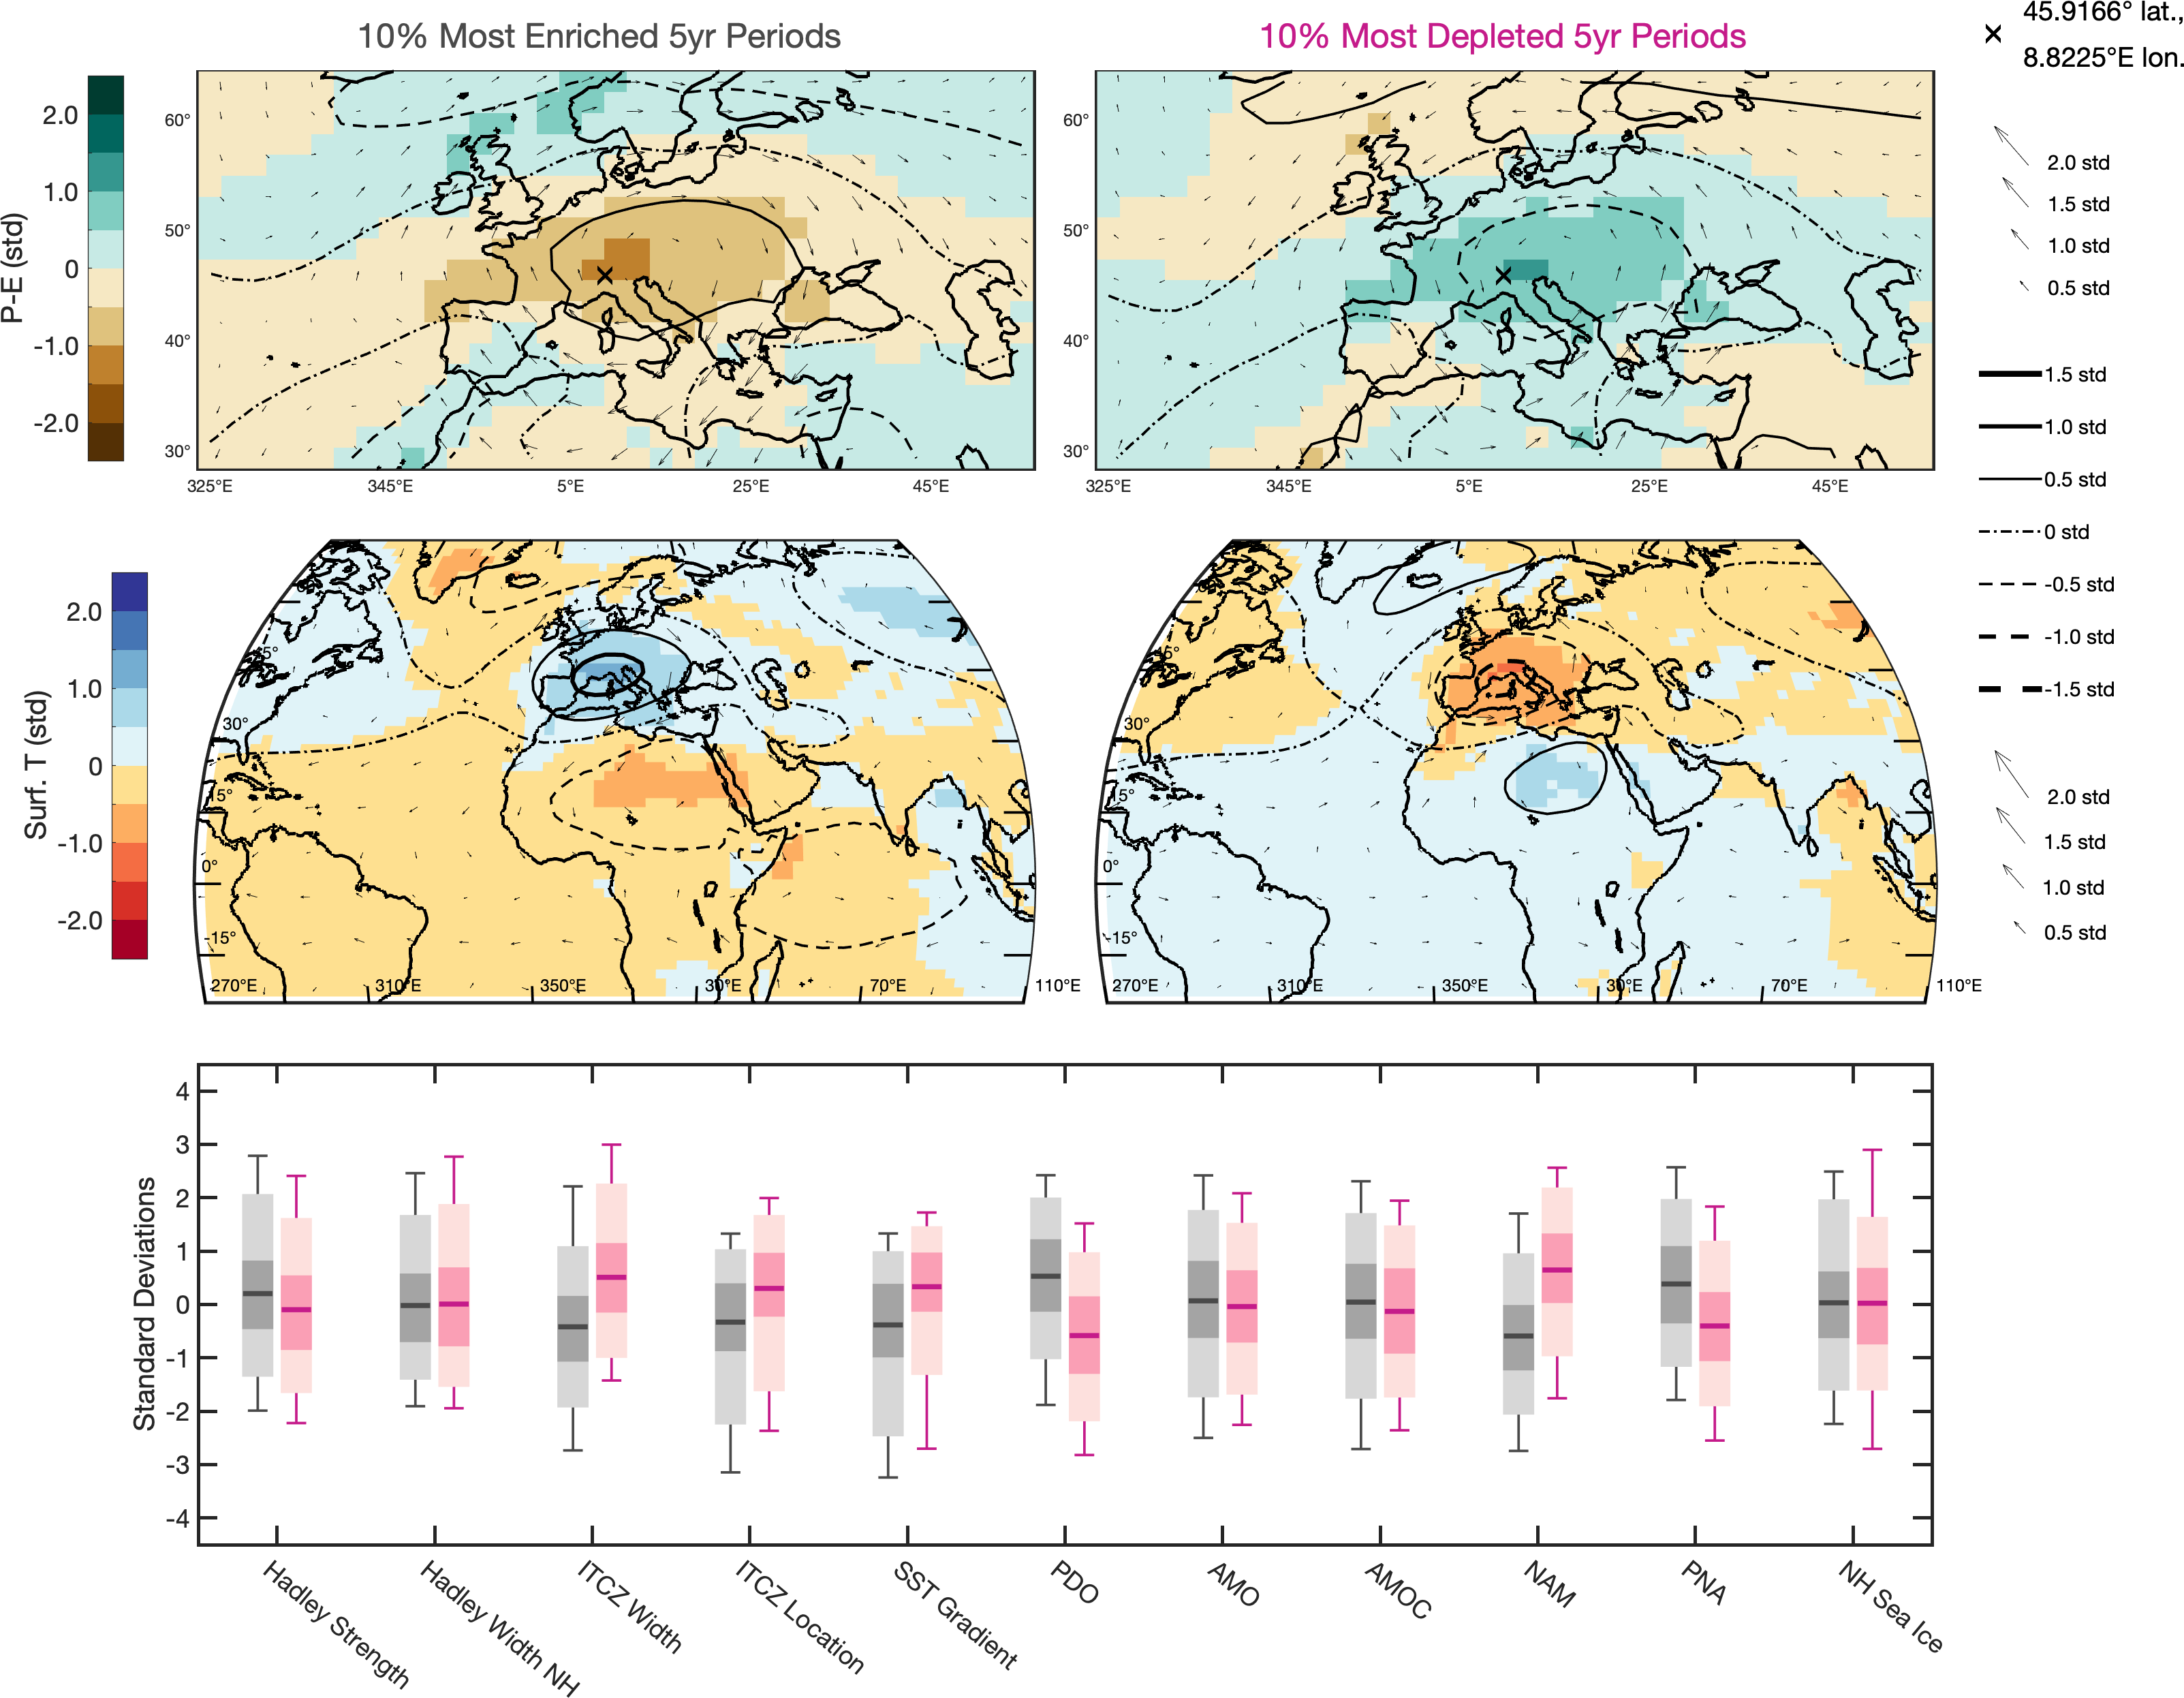 10% Most Enriched 5yr Periods
10% Most Depleted 5yr Periods
45.9166° lat.,
8.8225°E lon.
P-E (std)
2.0
1.0
0
-1.0
-2.0
60°
50°
40°
30°
325°E
345°E
5°E
25°E
45°E
60°
50°
40°
30°
325°E
345°E
5°E
25°E
45°E
2.0 std
1.5 std
1.0 std
0.5 std
1.5 std
1.0 std
0.5 std
0 std
-0.5 std
-1.0 std
-1.5 std
Surf. T (std)
2.0
1.0
0
-1.0
-2.0
30°
15°
0°
-15°
270°E
310°E
350°E
30°E
70°E
110°E
30°
15°
0°
-15°
270°E
310°E
350°E
30°E
70°E
110°E
2.0 std
1.5 std
1.0 std
0.5 std
Standard Deviations
4
3
2
1
0
-1
-2
-3
-4
Hadley Strength
Hadley Width NH
ITCZ Width
ITCZ Location
SST Gradient
PDO
AMO
AMOC
NAM
PNA
NH Sea Ice